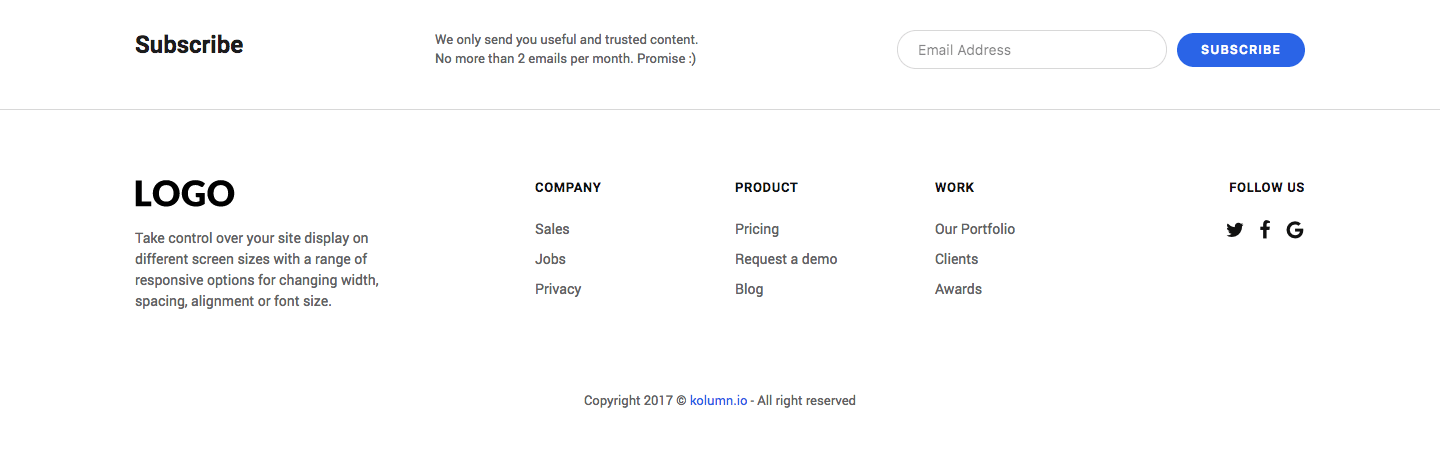 Subscribe
We only send you useful and trusted content.
No more than 2 emails per month. Promise :)
Email Address
SUBSCRIBE
LOGO
Take control over your site display on
different screen sizes with a range of
responsive options for changing width,
spacing, alignment or font size.
COMPANY
Sales
Jobs
Privacy
PRODUCT
Pricing
Request a demo
Blog
WORK
Our Portfolio
Clients
Awards
FOLLOW US
Copyright 2017 © kolumn.io - All right reserved